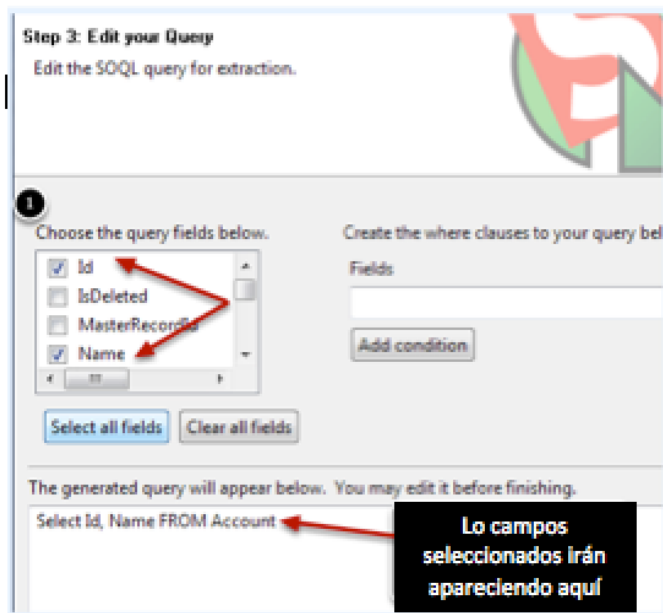 Step 3: Edit your Query
Edit the SOQL query for extraction.
1
Choose the query fields below.
Create the where clauses to your query bel
Id
Fields
IsDeleted
MasterRecordId
Name
Add condition
Select all fields
Clear all fields
The generated query will appear below. You may edit it before finishing.
Select Id, Name FROM Account
Lo campos
seleccionados irán
apareciendo aquí